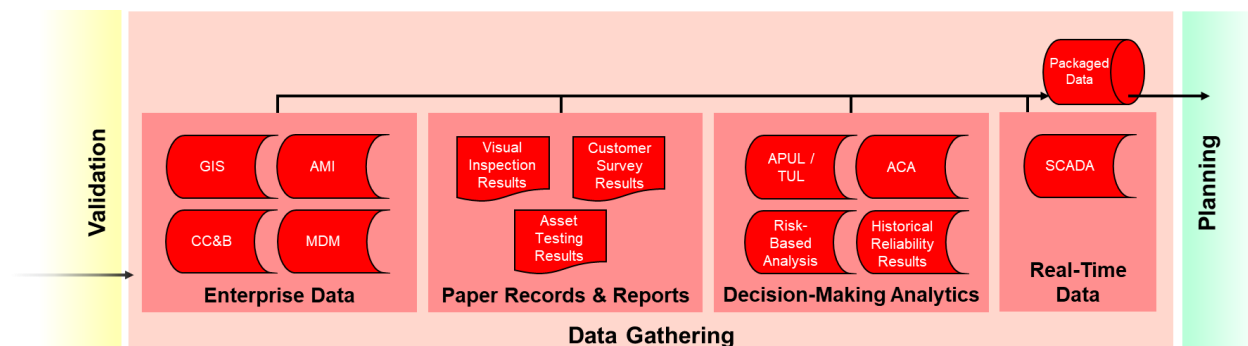 Validation
Packaged
Data
GIS
AMI
CC&B
MDM
Enterprise Data
Visual
Inspection
Results
Customer
Survey
Results
Asset
Testing
Results
Paper Records & Reports
APUL /
TUL
ACA
Risk-
Based
Analysis
Historical
Reliability
Results
Decision-Making Analytics
SCADA
Real-Time
Data
Data Gathering
Planning